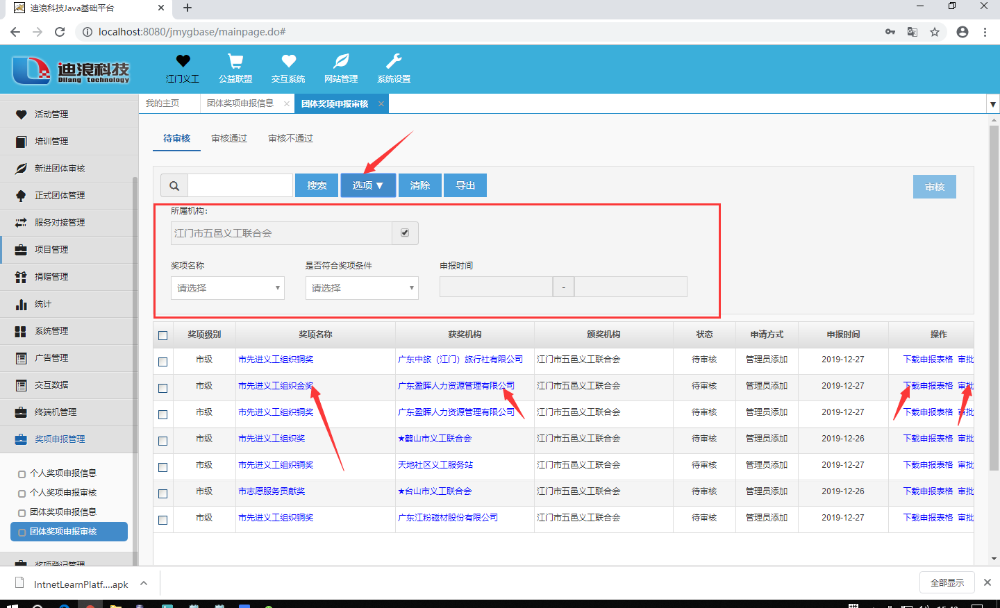 迪浪科技Java基础平台
localhost:8080/jmygbase/mainpage.do#
迪浪科技
Dilang technology
江门义工
公益联盟
交互系统
网站管理
系统设置
我的主页
团体奖项申报信息
团体奖项申报审核
活动管理
培训管理
新进团体审核
正式团体管理
服务对接管理
项目管理
捐赠管理
统计
系统管理
广告管理
交互数据
终端机管理
奖项申报管理
个人奖项申报信息
个人奖项申报审核
团体奖项申报信息
团体奖项申报审核
奖项登记管理
待审核 审核通过 审核不通过
搜索 选项▼ 清除 导出 审核
所属机构:
江门市五邑义工联合会
奖项名称 是否符合奖项条件 申报时间
请选择 请选择 -
奖项级别 奖项名称 获奖机构 颁奖机构 状态 申请方式 申报时间 操作
市级 市先进义工组织铜奖 广东中旅（江门）旅行社有限公司 江门市五邑义工联合会 待审核 管理员添加 2019-12-27 下载申报表格 审批
市级 市先进义工组织金奖 广东盈晖人力资源管理有限公司 江门市五邑义工联合会 待审核 管理员添加 2019-12-27 下载申报表格 审批
市级 市先进义工组织铜奖 广东盈晖人力资源管理有限公司 江门市五邑义工联合会 待审核 管理员添加 2019-12-27 下载申报表格 审批
市级 市先进义工组织奖 ★鹤山市义工联合会 江门市五邑义工联合会 待审核 管理员添加 2019-12-26 下载申报表格 审批
市级 市先进义工组织铜奖 天地社区义工服务站 江门市五邑义工联合会 待审核 管理员添加 2019-12-27 下载申报表格 审批
市级 市志愿服务贡献奖 ★台山市义工联合会 江门市五邑义工联合会 待审核 管理员添加 2019-12-26 下载申报表格 审批
市级 市先进义工组织铜奖 广东江粉磁材股份有限公司 江门市五邑义工联合会 待审核 管理员添加 2019-12-27 下载申报表格 审批
IntnetLearnPlatf....apk
全部显示